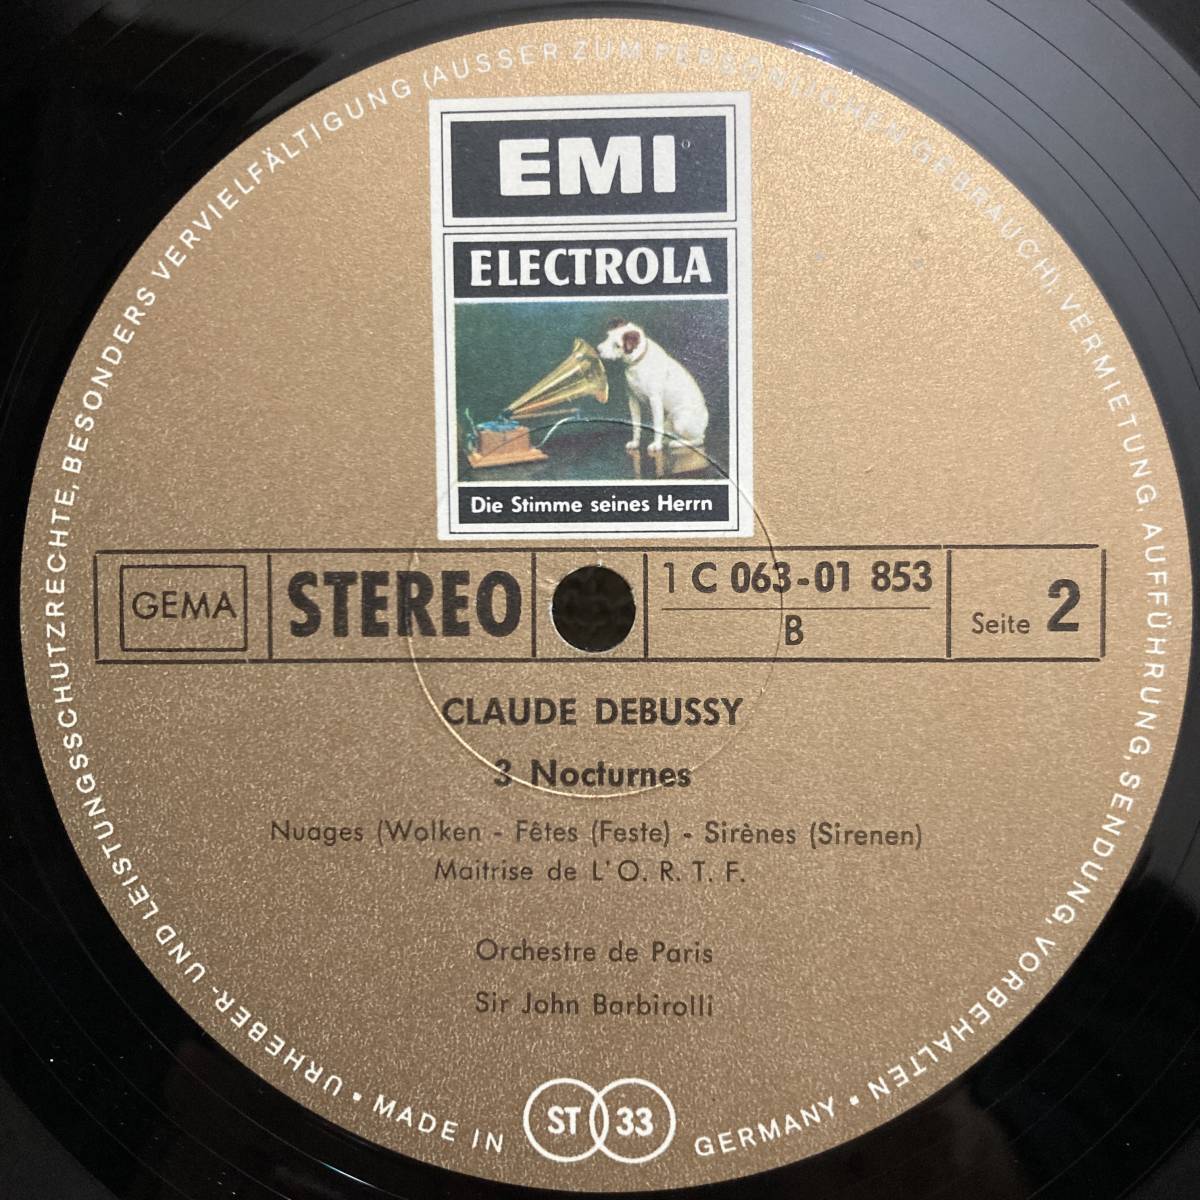 EMI
ELECTROLA
Die Stimme seines Herrn
GEMA
STEREO
1 C 063-01 853
B
Seite 2
CLAUDE DEBUSSY
3 Nocturnes
Nuages (Wolken - Fêtes (Feste) - Sirènes (Sirenen)
Maitrise de L'O. R. T. F.
Orchestre de Paris
Sir John Barbirolli
ST 33
URHEBER- UND LEISTUNGSSCHUTZRECHTE, BESONDERS VERVIELFÄLTIGUNG (AUSSER ZUM PERSÖNLICHEN GEBRAUCH), VERMIETUNG, AUFFÜHRUNG, SENDUNG, VORBEHALTEN
• MADE IN GERMANY •